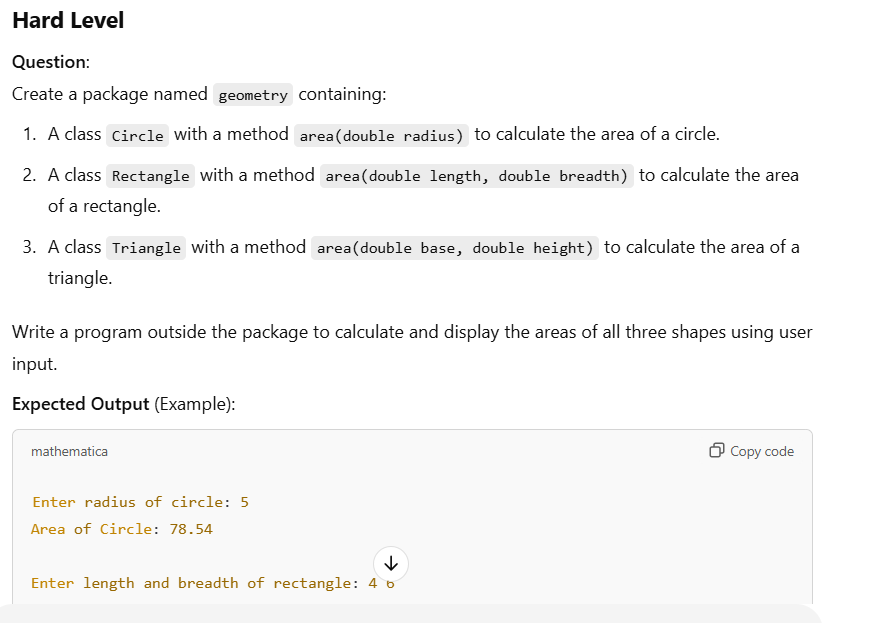 Hard Level
Question:
Create a package named geometry containing:
1. A class Circle with a method area(double radius) to calculate the area of a circle.
2. A class Rectangle with a method area(double length, double breadth) to calculate the area
of a rectangle.
3. A class Triangle with a method area(double base, double height) to calculate the area of a
triangle.
Write a program outside the package to calculate and display the areas of all three shapes using user
input.
Expected Output (Example):
mathematica
Copy code
Enter radius of circle: 5
Area of Circle: 78.54
Enter length and breadth of rectangle: 4 6